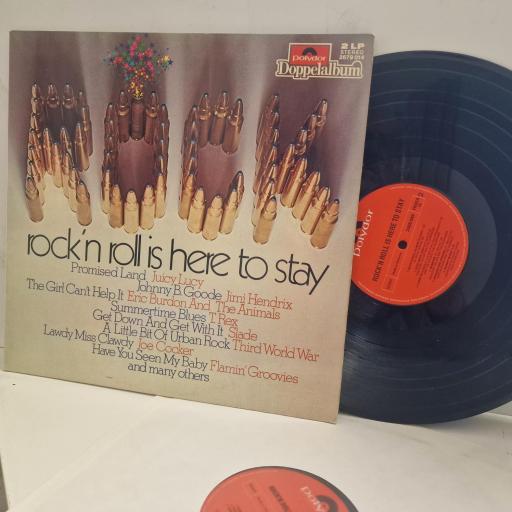 polydor
Doppelalbum
2 LP
STEREO
2679 014
ROCK
rock'n roll is here to stay
Promised Land Juicy Lucy
Johnny B. Goode Jimi Hendrix
The Girl Can't Help It Eric Burdon And The Animals
Summertime Blues T Rex
Get Down And Get With It Slade
A Little Bit Of Urban Rock Third World War
Lawdy Miss Clawdy Joe Cocker
Have You Seen My Baby Flamin' Groovies
and many others
polydor
ROCK'N ROLL IS HERE TO STAY
polydor